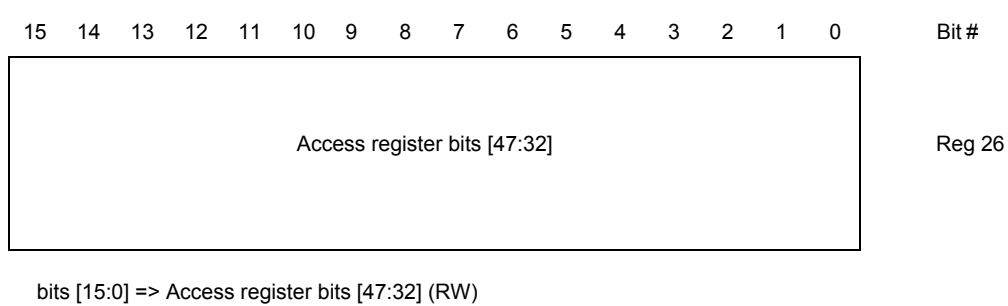 15 14 13 12 11 10 9 8 7 6 5 4 3 2 1 0 Bit #
Access register bits [47:32] Reg 26
bits [15:0] => Access register bits [47:32] (RW)